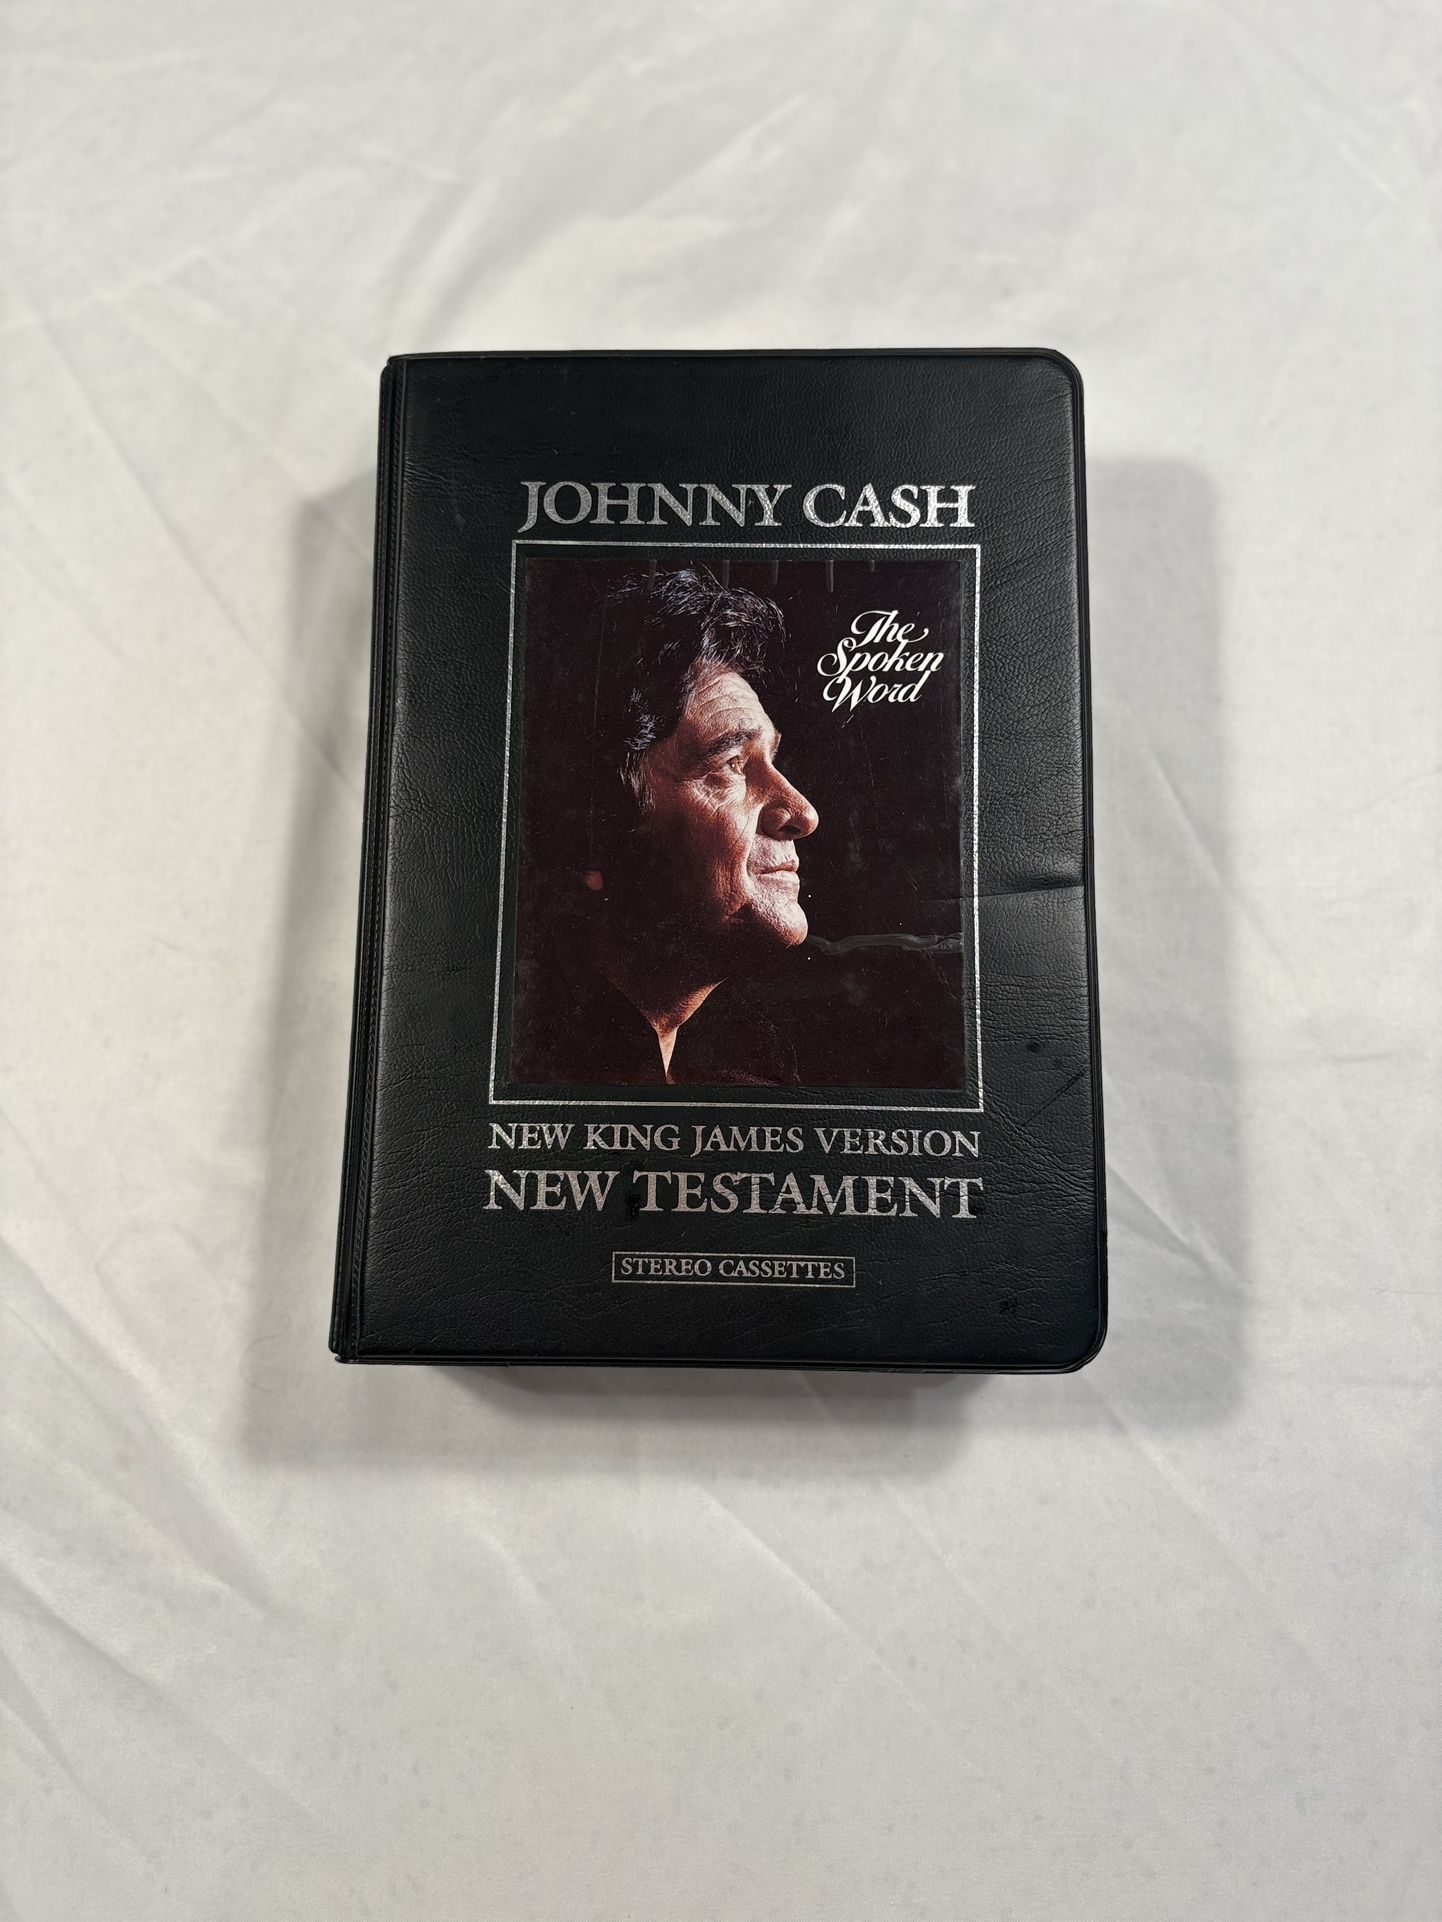 JOHNNY CASH
The
Spoken
Word
NEW KING JAMES VERSION
NEW TESTAMENT
STEREO CASSETTES